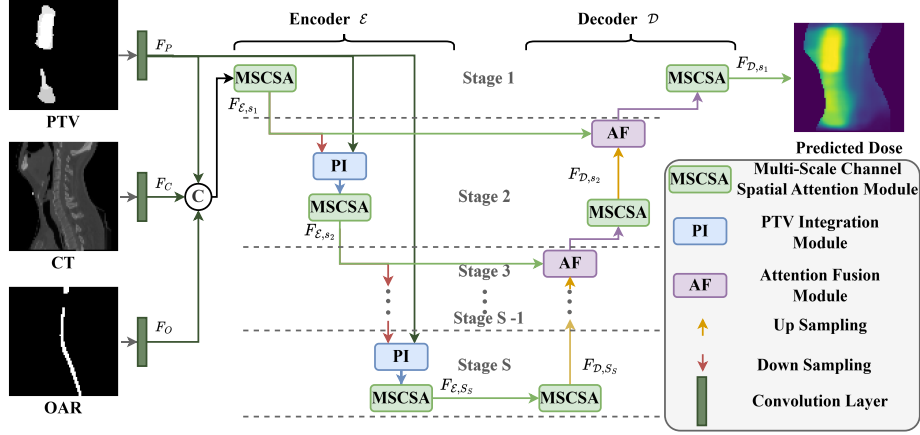 Encoder ℰ
Decoder 𝒟
F_P
PTV
F_C
CT
F_O
OAR
C
MSCSA
F_{ℰ,s_1}
Stage 1
MSCSA
F_{𝒟,s_1}
Predicted Dose
PI
AF
MSCSA
F_{ℰ,s_2}
Stage 2
F_{𝒟,s_2}
MSCSA
Stage 3
AF
Stage S -1
PI
Stage S
MSCSA
F_{ℰ,S_S}
F_{𝒟,S_S}
MSCSA
MSCSA
Multi-Scale Channel
Spatial Attention Module
PI
PTV Integration
Module
AF
Attention Fusion
Module
Up Sampling
Down Sampling
Convolution Layer